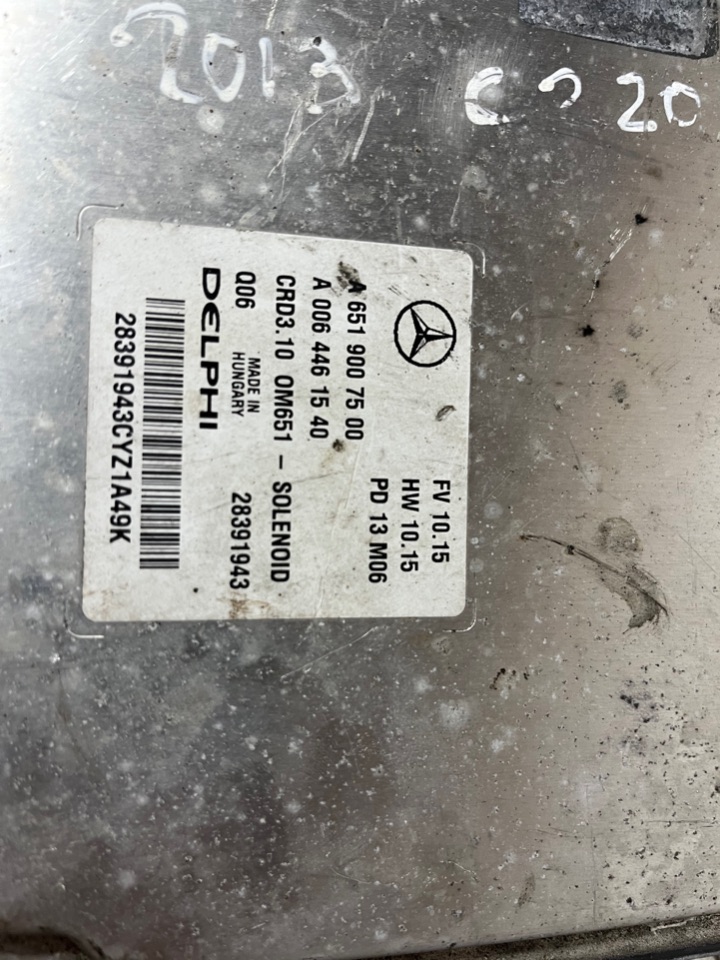 2013 C220
FV 10.15
HW 10.15
PD 13 M06
A 651 900 75 00
A 006 446 15 40
CRD3.10 OM651 - SOLENOID
Q06 MADE IN HUNGARY 28391943
DELPHI
28391943CYZ1A49K